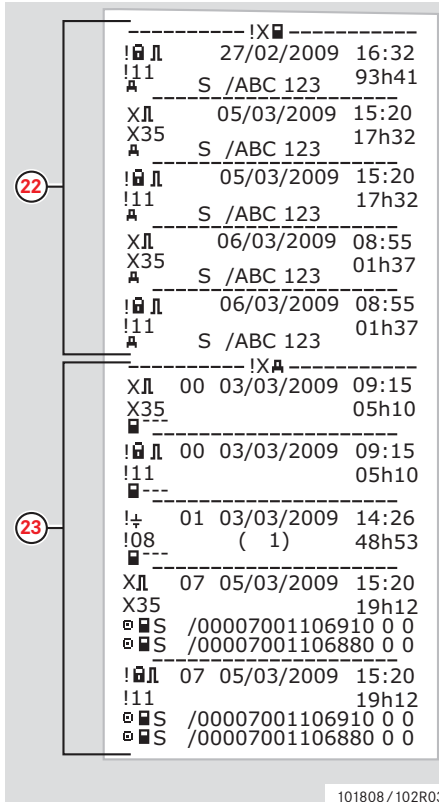 !X
! 27/02/2009 16:32
!11 93h41
S /ABC 123
X 05/03/2009 15:20
X35 17h32
S /ABC 123
! 05/03/2009 15:20
!11 17h32
S /ABC 123
X 06/03/2009 08:55
X35 01h37
S /ABC 123
! 06/03/2009 08:55
!11 01h37
S /ABC 123
22
!X
X 00 03/03/2009 09:15
X35 05h10
---
! 00 03/03/2009 09:15
!11 05h10
---
! 01 03/03/2009 14:26
!08 ( 1) 48h53
---
X 07 05/03/2009 15:20
X35 19h12
S /00007001106910 0 0
S /00007001106880 0 0
! 07 05/03/2009 15:20
!11 19h12
S /00007001106910 0 0
S /00007001106880 0 0
23
101808/102R03